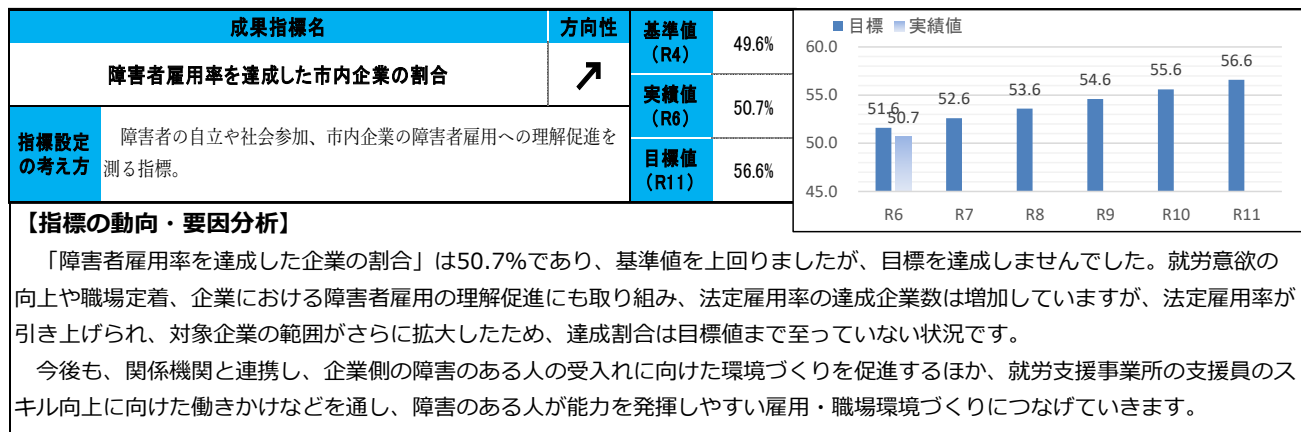 成果指標名
方向性
障害者雇用率を達成した市内企業の割合
↗
指標設定
の考え方
障害者の自立や社会参加、市内企業の障害者雇用への理解促進を
測る指標。
基準値
（R4）
49.6%
実績値
（R6）
50.7%
目標値
（R11）
56.6%
目標 実績値
60.0
55.0
50.0
45.0
51.6
50.7
52.6
53.6
54.6
55.6
56.6
R6 R7 R8 R9 R10 R11
【指標の動向・要因分析】
「障害者雇用率を達成した企業の割合」は50.7%であり、基準値を上回りましたが、目標を達成しませんでした。就労意欲の
向上や職場定着、企業における障害者雇用の理解促進にも取り組み、法定雇用率の達成企業数は増加していますが、法定雇用率が
引き上げられ、対象企業の範囲がさらに拡大したため、達成割合は目標値まで至っていない状況です。
今後も、関係機関と連携し、企業側の障害のある人の受入れに向けた環境づくりを促進するほか、就労支援事業所の支援員のス
キル向上に向けた働きかけなどを通し、障害のある人が能力を発揮しやすい雇用・職場環境づくりにつなげていきます。